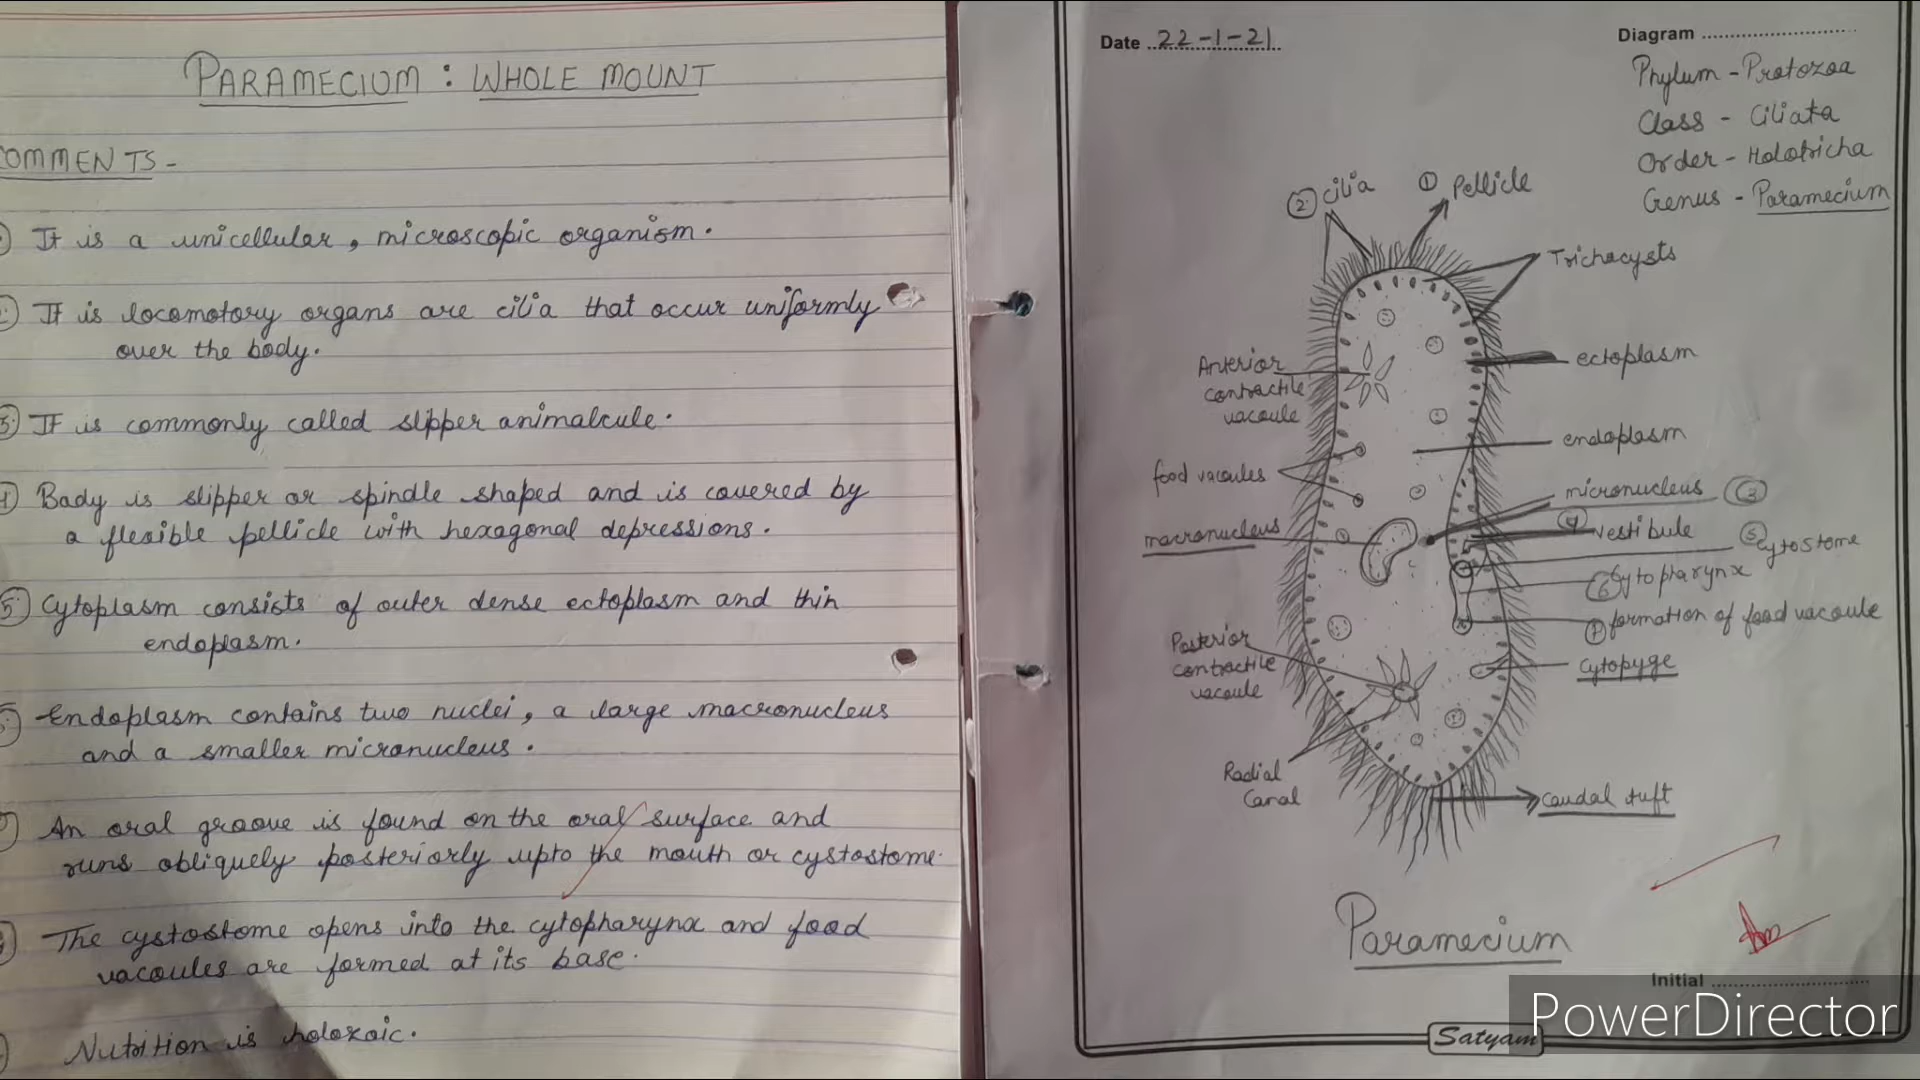 PARAMECIUM : WHOLE MOUNT
COMMENTS -
It is a unicellular, microscopic organism.
It is locomotory organs are cilia that occur uniformly
over the body.
3. It is commonly called slipper animalcule.
4 Body is slipper or spindle shaped and is covered by
a flexible pellicle with hexagonal depressions.
5. Cytoplasm consists of outer dense ectoplasm and thin
endoplasm.
Endoplasm contains two nuclei, a large macronucleus
and a smaller micronucleus.
An oral groove is found on the oral surface and
runs obliquely posteriorly upto the mouth or cystostome.
The cystostome opens into the cytopharynx and food
vacoules are formed at its base.
Nutrition is holozoic.
Date 22-1-21
Diagram
Phylum - Protozoa
Class - Ciliata
Order - Holotricha
Genus - Paramecium
2. cilia
1 Pellicle
Trichacysts
ectoplasm
Anterior
contractile
vacoule
endoplasm
food vacoules
micronucleus 3
macronucleus
4 vestibule
5 cytostome
6 cytopharynx
7 formation of food vacoule
Posterior
contractile
vacoule
cytopyge
Radial
Canal
caudal tuft
Paramecium
Initial
Satyam
PowerDirector